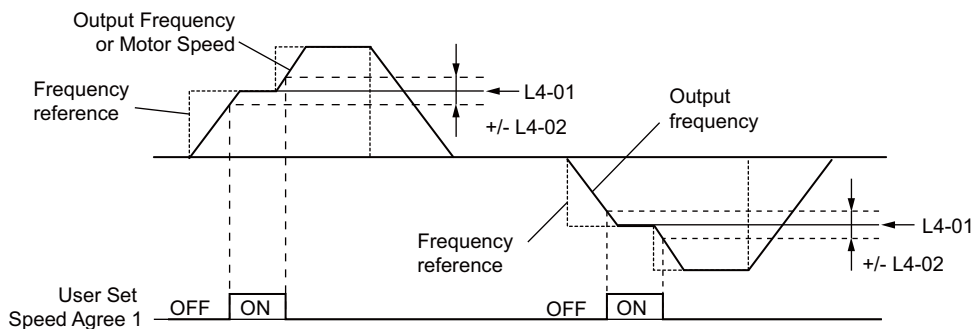 Output Frequency
or Motor Speed
Frequency
reference
L4-01
+/- L4-02
Output
frequency
Frequency
reference
L4-01
+/- L4-02
User Set
Speed Agree 1
OFF ON OFF ON